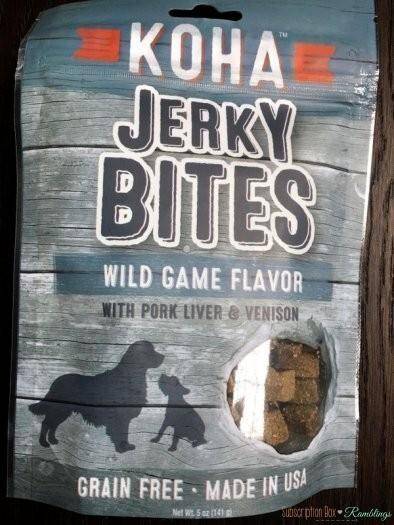 KOHA™
JERKY
BITES
WILD GAME FLAVOR
WITH PORK LIVER & VENISON
GRAIN FREE • MADE IN USA
Net Wt. 5 oz (141 g)
Subscription Box ♥ Ramblings